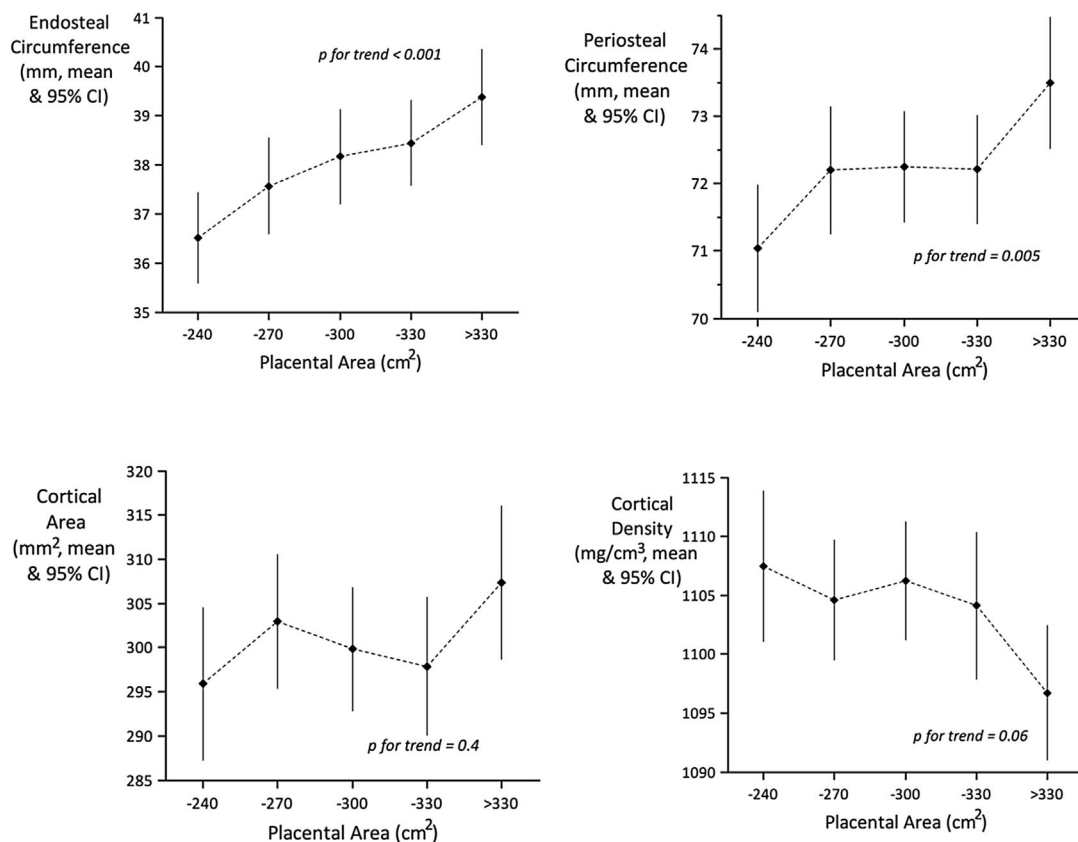 Endosteal
Circumference
(mm, mean
& 95% CI)
41
40
39
38
37
36
35
p for trend < 0.001
-240 -270 -300 -330 >330
Placental Area (cm²)
Periosteal
Circumference
(mm, mean
& 95% CI)
74
73
72
71
70
p for trend = 0.005
-240 -270 -300 -330 >330
Placental Area (cm²)
Cortical
Area
(mm², mean
& 95% CI)
320
315
310
305
300
295
290
285
p for trend = 0.4
-240 -270 -300 -330 >330
Placental Area (cm²)
Cortical
Density
(mg/cm³, mean
& 95% CI)
1115
1110
1105
1100
1095
1090
p for trend = 0.06
-240 -270 -300 -330 >330
Placental Area (cm²)